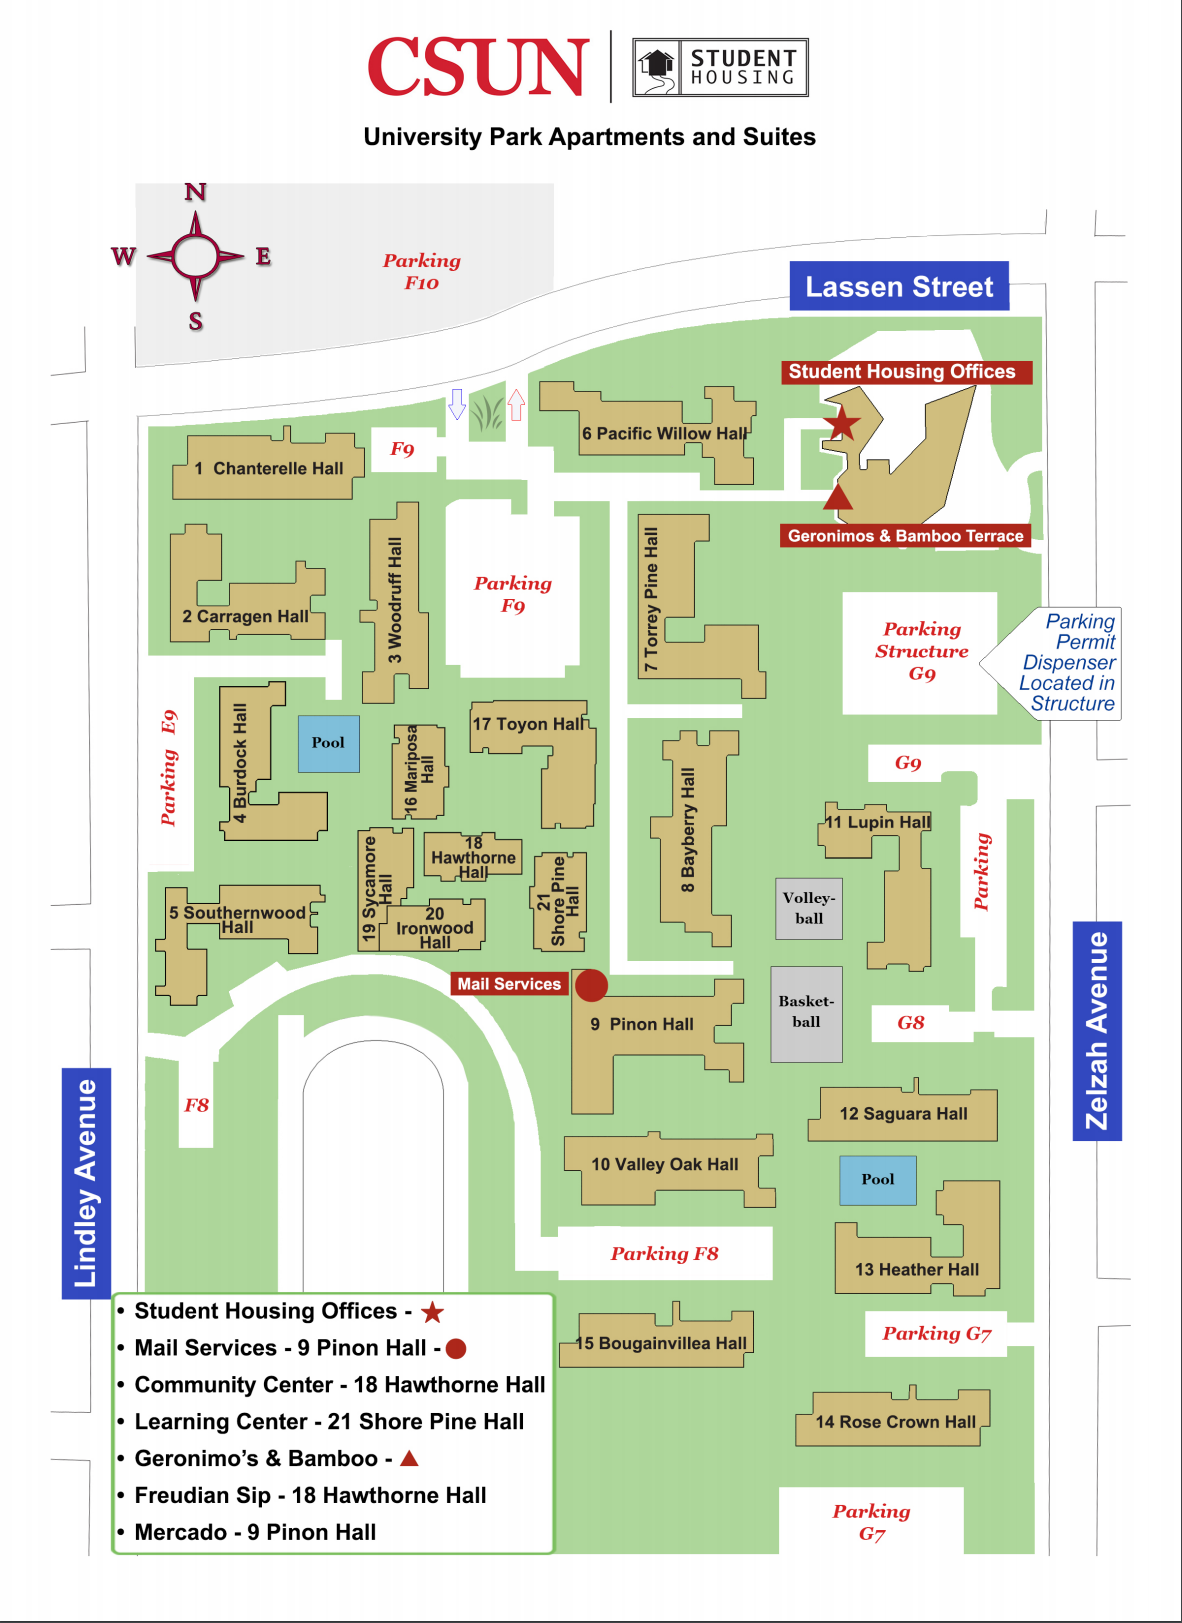 CSUN
STUDENT
HOUSING
University Park Apartments and Suites
N
W E
S
Parking
F10
Lassen Street
Student Housing Offices
6 Pacific Willow Hall
F9
1 Chanterelle Hall
Geronimos & Bamboo Terrace
2 Carragen Hall
3 Woodruff Hall
Parking
F9
7 Torrey Pine Hall
Parking
Structure
G9
Parking
Permit
Dispenser
Located in
Structure
Parking E9
4 Burdock Hall
Pool
16 Mariposa
Hall
17 Toyon Hall
8 Bayberry Hall
G9
11 Lupin Hall
Parking
19 Sycamore
Hall
18
Hawthorne
Hall
21
Shore Pine
Hall
20
Ironwood
Hall
5 Southernwood
Hall
Volley-
ball
Mail Services
9 Pinon Hall
Basket-
ball
G8
Zelzah Avenue
F8
Lindley Avenue
12 Saguara Hall
10 Valley Oak Hall
Pool
Parking F8
13 Heather Hall
15 Bougainvillea Hall
Parking G7
14 Rose Crown Hall
Parking
G7
• Student Housing Offices -
• Mail Services - 9 Pinon Hall -
• Community Center - 18 Hawthorne Hall
• Learning Center - 21 Shore Pine Hall
• Geronimo's & Bamboo -
• Freudian Sip - 18 Hawthorne Hall
• Mercado - 9 Pinon Hall